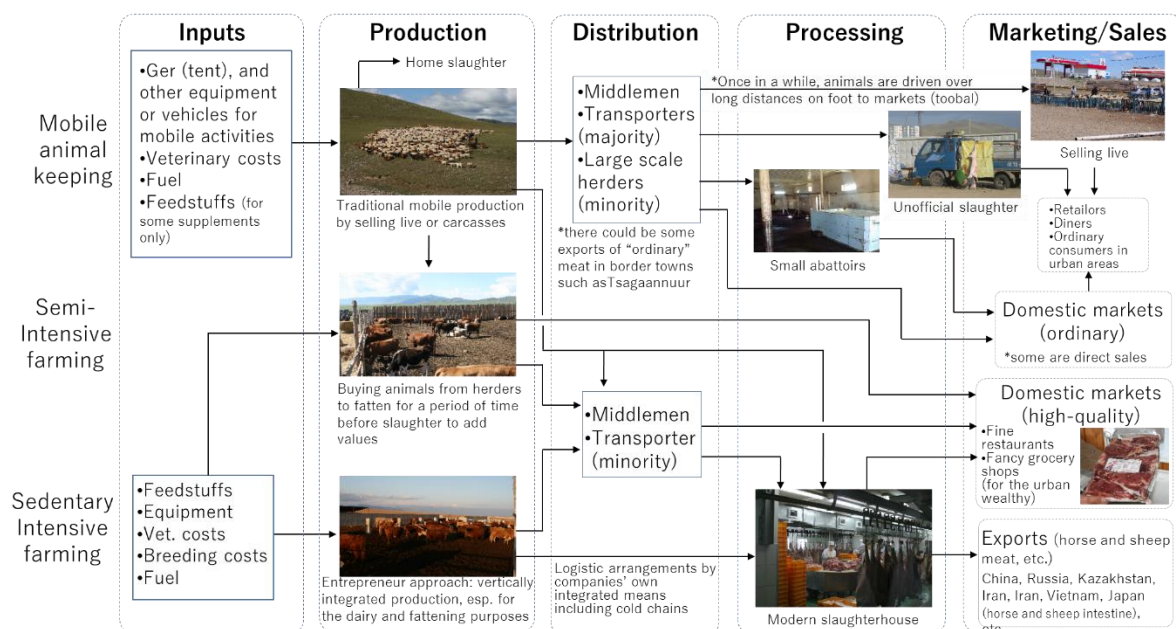 Inputs
Production
Distribution
Processing
Marketing/Sales
Mobile
animal
keeping
•Ger (tent), and
other equipment
or vehicles for
mobile activities
•Veterinary costs
•Fuel
•Feedstuffs (for
some supplements
only)
Home slaughter
Traditional mobile production
by selling live or carcasses
•Middlemen
•Transporters
(majority)
•Large scale
herders
(minority)
*there could be some
exports of “ordinary”
meat in border towns
such asTsagaannuur
*Once in a while, animals are driven over
long distances on foot to markets (toobal)
Unofficial slaughter
Small abattoirs
Selling live
•Retailors
•Diners
•Ordinary
consumers in
urban areas
Domestic markets
(ordinary)
*some are direct sales
Semi-
Intensive
farming
Buying animals from herders
to fatten for a period of time
before slaughter to add
values
•Middlemen
•Transporter
(minority)
Domestic markets
(high-quality)
•Fine
restaurants
•Fancy grocery
shops
(for the urban
wealthy)
Sedentary
Intensive
farming
•Feedstuffs
•Equipment
•Vet. costs
•Breeding costs
•Fuel
Entrepreneur approach: vertically
integrated production, esp. for
the dairy and fattening purposes
Logistic arrangements by
companies’ own
integrated means
including cold chains
Modern slaughterhouse
Exports (horse and sheep
meat, etc.)
China, Russia, Kazakhstan,
Iran, Iran, Vietnam, Japan
(horse and sheep intestine),
etc